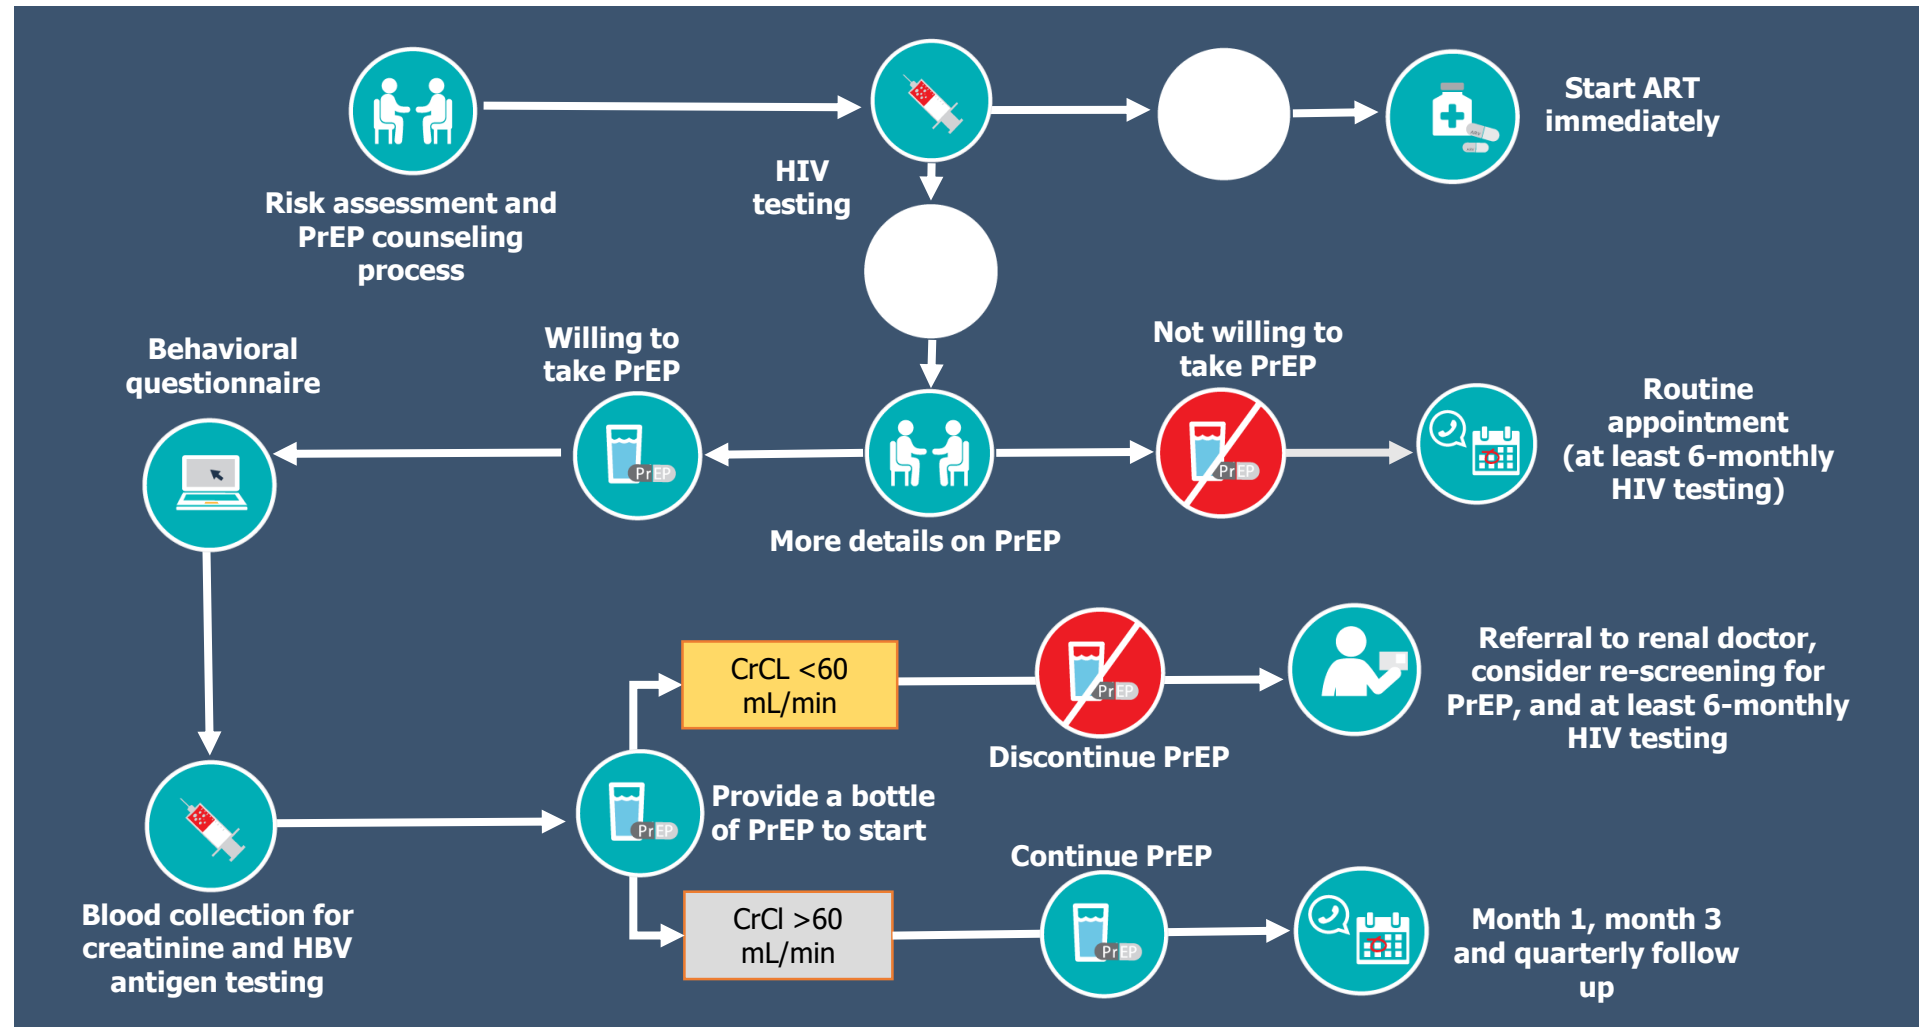 Risk assessment and
PrEP counseling
process
HIV
testing
Start ART
immediately
ARV
Behavioral
questionnaire
Willing to
take PrEP
PrEP
More details on PrEP
Not willing to
take PrEP
PrEP
Routine
appointment
(at least 6-monthly
HIV testing)
Blood collection for
creatinine and HBV
antigen testing
PrEP
Provide a bottle
of PrEP to start
CrCL <60
mL/min
PrEP
Discontinue PrEP
Referral to renal doctor,
consider re-screening for
PrEP, and at least 6-monthly
HIV testing
CrCl >60
mL/min
Continue PrEP
PrEP
Month 1, month 3
and quarterly follow
up